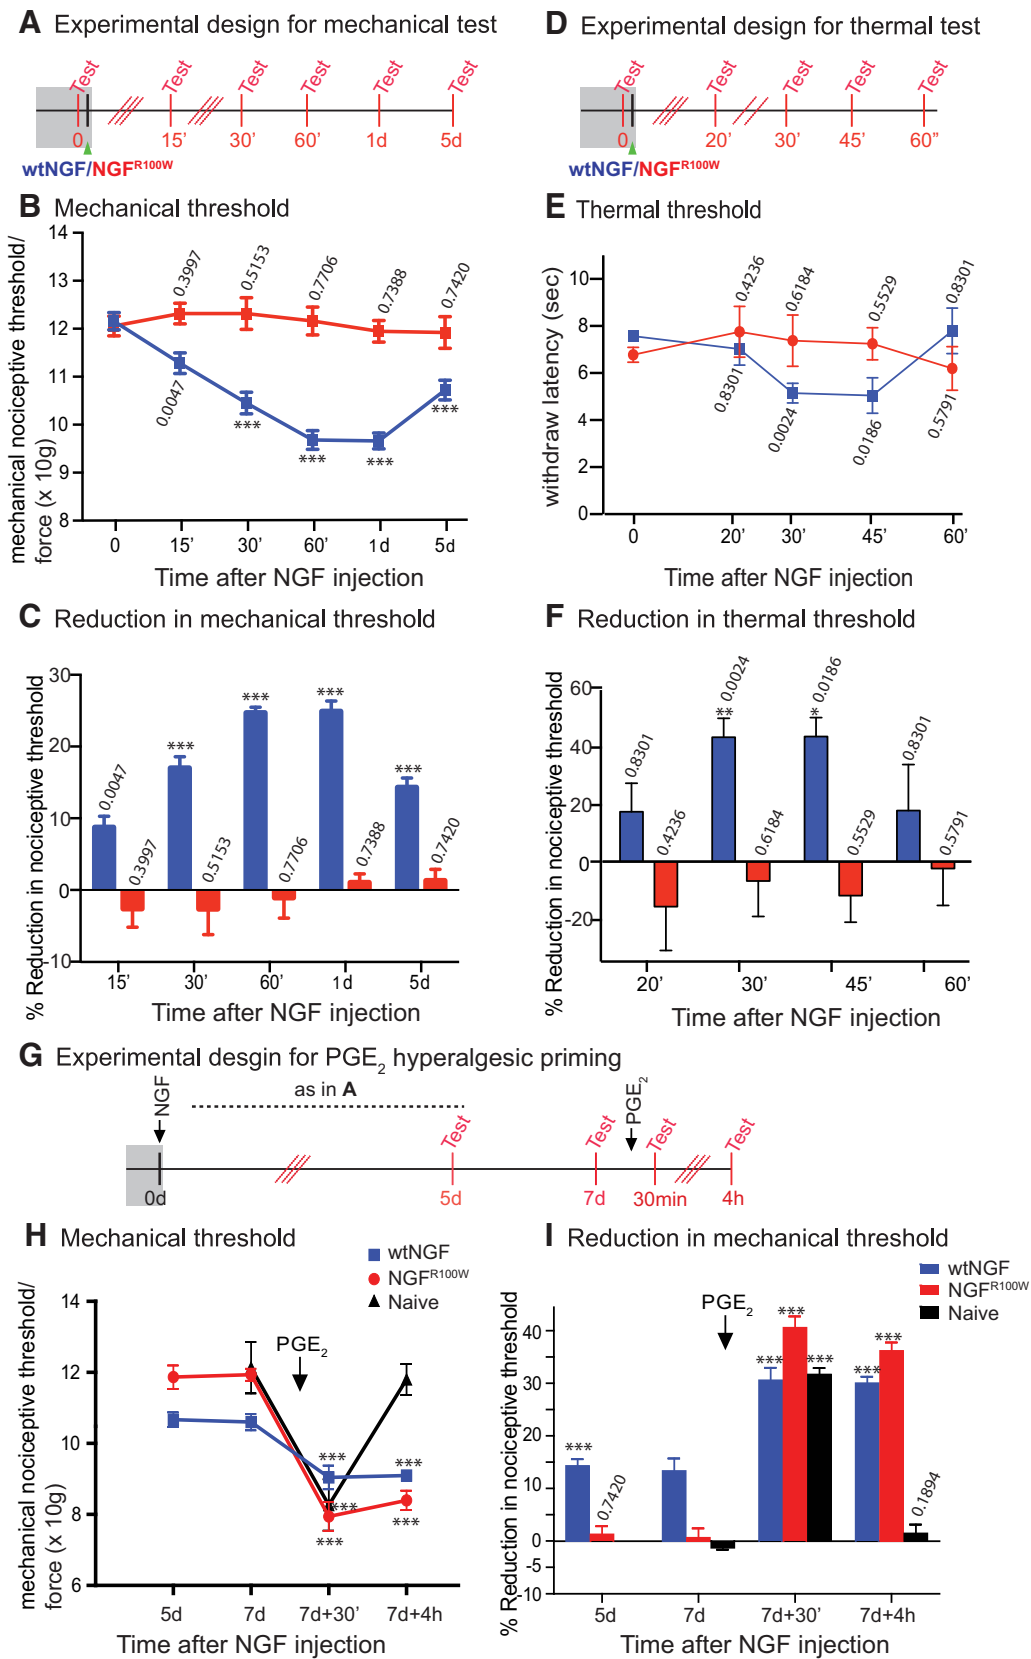 A Experimental design for mechanical test
Test Test Test Test Test Test
0 15' 30' 60' 1d 5d
wtNGF/NGFR100W
D Experimental design for thermal test
Test Test Test Test Test
0 20' 30' 45' 60"
wtNGF/NGFR100W
B Mechanical threshold
mechanical nociceptive threshold/
force (x 10g)
14
13
12
11
10
9
8
0.3997 0.5153 0.7706 0.7388 0.7420
0.0047 *** *** *** ***
0 15' 30' 60' 1d 5d
Time after NGF injection
E Thermal threshold
withdraw latency (sec)
10
8
6
4
2
0
0.4236 0.6184 0.5529 0.8301
0.8301 0.0024 0.0186 0.5791
0 20' 30' 45' 60'
Time after NGF injection
C Reduction in mechanical threshold
% Reduction in nociceptive threshold
30
20
10
0
-10
0.0047 *** *** *** ***
0.3997 0.5153 0.7706 0.7388 0.7420
15' 30' 60' 1d 5d
Time after NGF injection
F Reduction in thermal threshold
% Reduction in nociceptive threshold
60
40
20
0
-20
0.8301 ** 0.0024 * 0.0186 0.8301
0.4236 0.6184 0.5529 0.5791
20' 30' 45' 60'
Time after NGF injection
G Experimental desgin for PGE2 hyperalgesic priming
NGF as in A PGE2
Test Test Test Test
0d 5d 7d 30min 4h
H Mechanical threshold
wtNGF
NGFR100W
Naive
mechanical nociceptive threshold/
force (x 10g)
14
12
10
8
6
PGE2
*** ***
***
*** ***
5d 7d 7d+30' 7d+4h
Time after NGF injection
I Reduction in mechanical threshold
wtNGF
NGFR100W
Naive
% Reduction in nociceptive threshold
40
30
20
10
0
-5
-10
PGE2
*** 0.7420
*** *** ***
*** *** 0.1894
5d 7d 7d+30' 7d+4h
Time after NGF injection